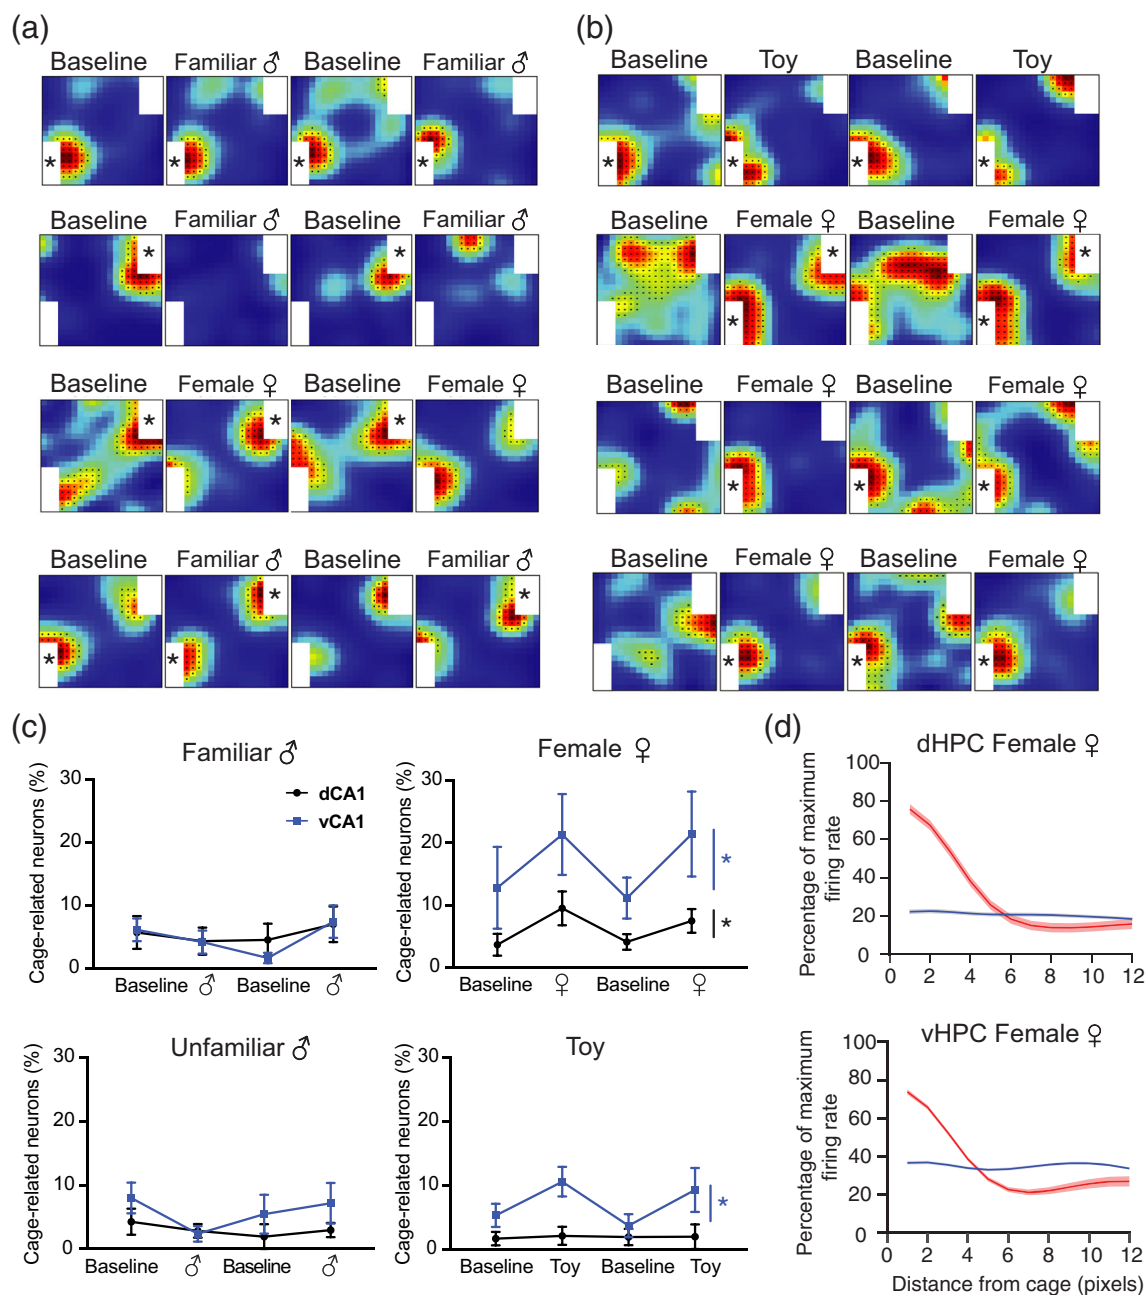 (a)
Baseline Familiar ♂ Baseline Familiar ♂
*
*
*
*
Baseline Familiar ♂ Baseline Familiar ♂
*
*
Baseline Female ♀ Baseline Female ♀
*
*
*
Baseline Familiar ♂ Baseline Familiar ♂
*
*
*
*
(b)
Baseline Toy Baseline Toy
*
*
*
*
Baseline Female ♀ Baseline Female ♀
*
*
*
*
Baseline Female ♀ Baseline Female ♀
*
*
*
Baseline Female ♀ Baseline Female ♀
*
*
*
(c)
Familiar ♂
Cage-related neurons (%)
30
20
10
0
dCA1
vCA1
Baseline ♂ Baseline ♂
Female ♀
Cage-related neurons (%)
30
20
10
0
*
*
Baseline ♀ Baseline ♀
Unfamiliar ♂
Cage-related neurons (%)
30
20
10
0
Baseline ♂ Baseline ♂
Toy
Cage-related neurons (%)
30
20
10
0
*
Baseline Toy Baseline Toy
(d)
dHPC Female ♀
Percentage of maximum
firing rate
100
80
60
40
20
0
0 2 4 6 8 10 12
vHPC Female ♀
Percentage of maximum
firing rate
100
80
60
40
20
0
0 2 4 6 8 10 12
Distance from cage (pixels)